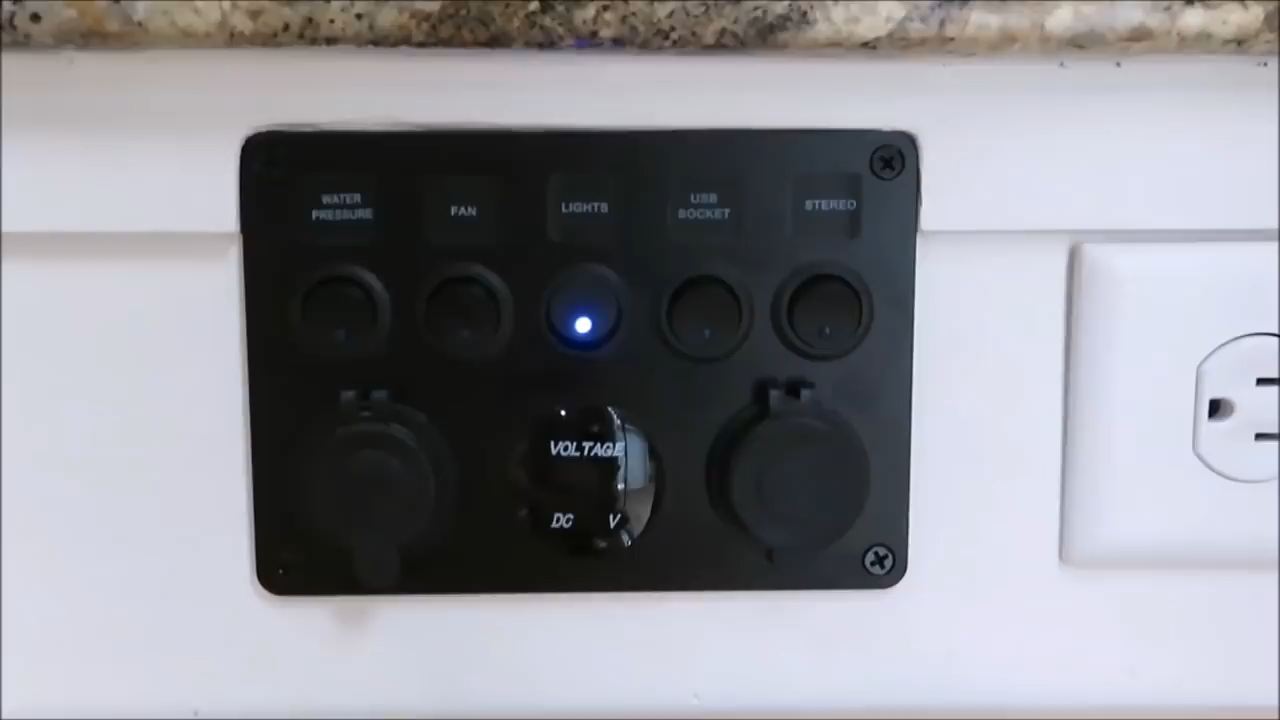 WATER
PRESSURE
FAN
LIGHTS
USB
SOCKET
STEREO
VOLTAGE
DC V